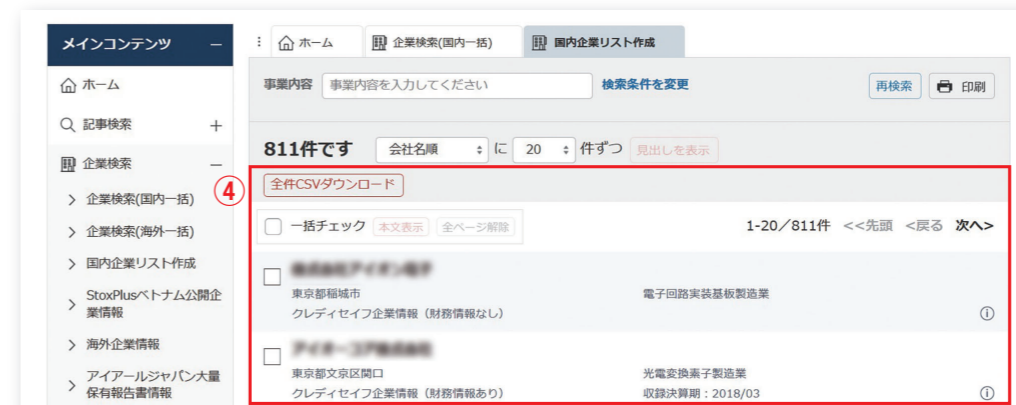 メインコンテンツ −
ホーム
記事検索 +
企業検索 −
企業検索(国内一括)
企業検索(海外一括)
国内企業リスト作成
StoxPlusベトナム公開企
業情報
海外企業情報
アイアールジャパン大量
保有報告書情報
ホーム 企業検索(国内一括) 国内企業リスト作成
事業内容 事業内容を入力してください 検索条件を変更 再検索 印刷
811件です 会社名順 に 20 件ずつ 見出しを表示
④
全件CSVダウンロード
一括チェック 本文表示 全ページ解除 1-20／811件 <<先頭 <戻る 次へ>
東京都稲城市 電子回路実装基板製造業
クレディセイフ企業情報（財務情報なし）
東京都文京区関口 光電変換素子製造業
クレディセイフ企業情報（財務情報あり） 収録決算期：2018/03